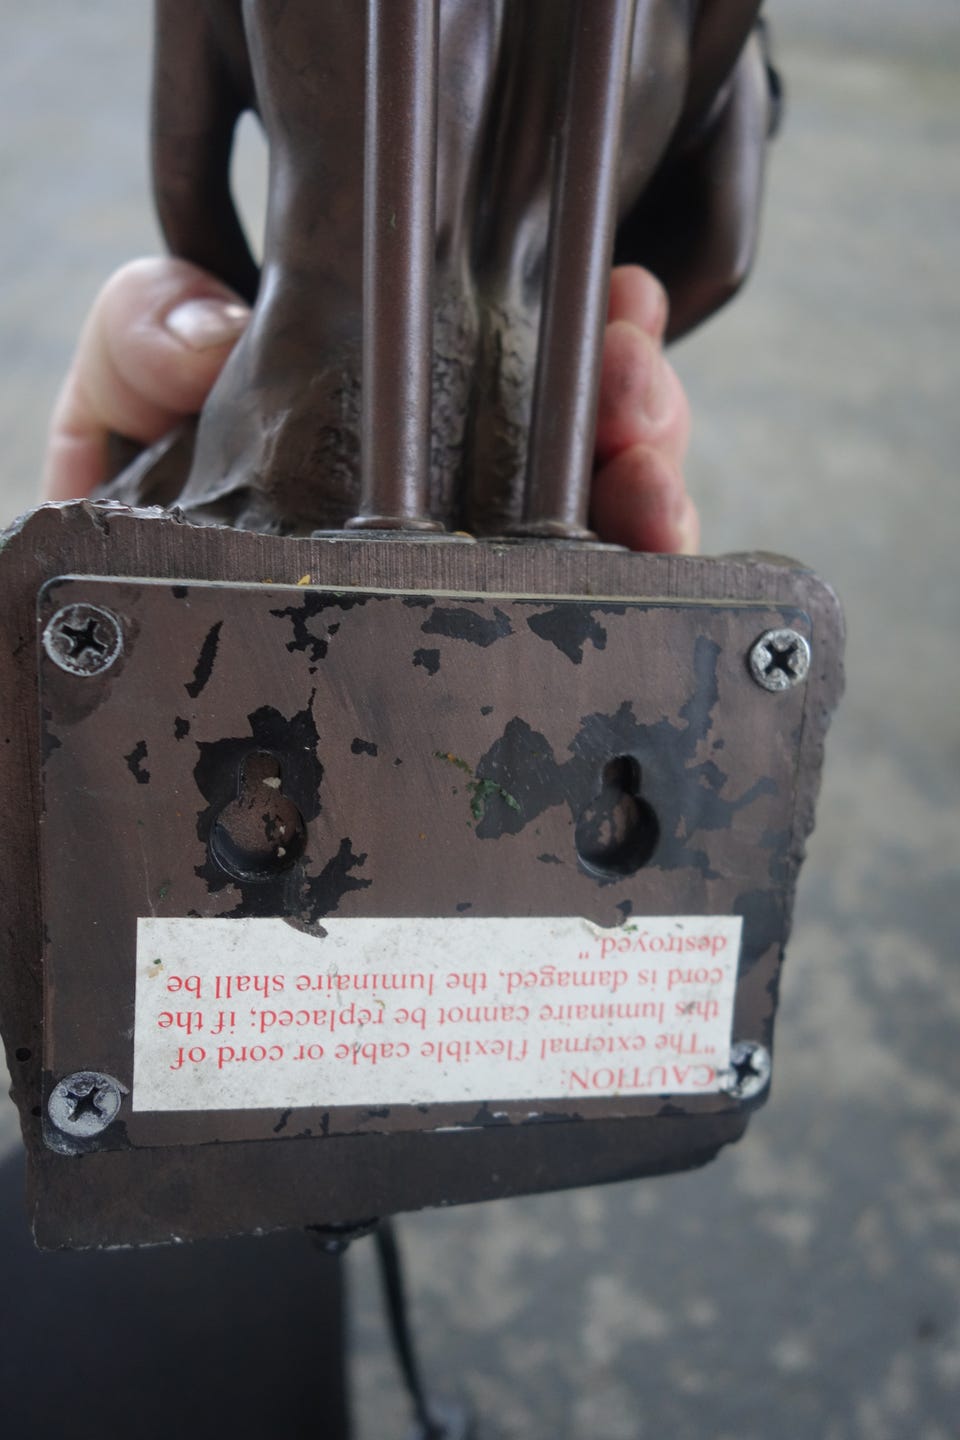 CAUTION:
"The external flexible cable or cord of
this luminaire cannot be replaced; if the
cord is damaged, the luminaire shall be
destroyed."